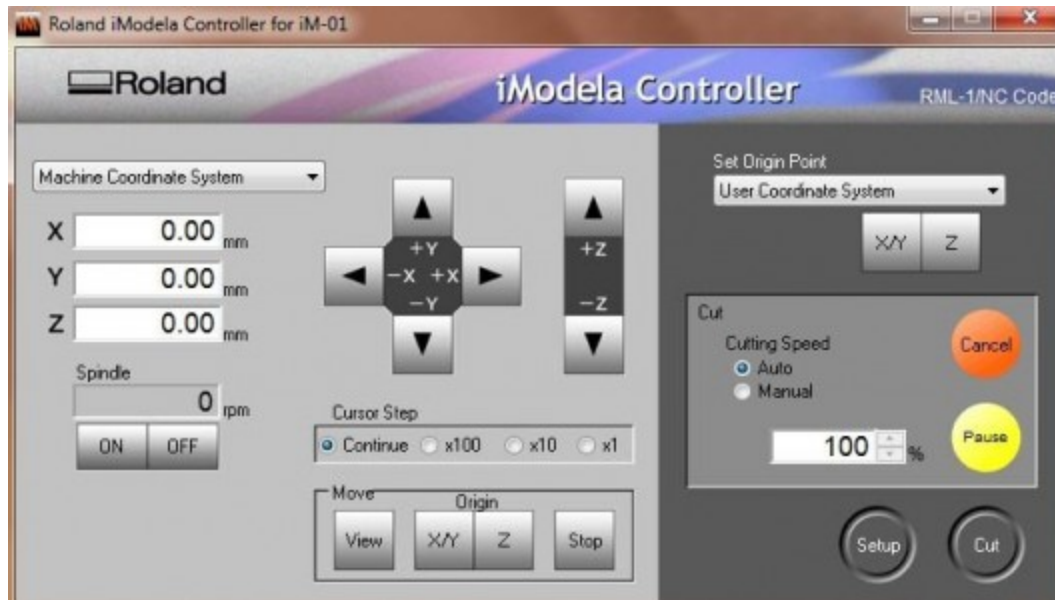 Roland iModela Controller for iM-01
Roland
iModela Controller
RML-1/NC Code
Machine Coordinate System
X 0.00 mm
Y 0.00 mm
Z 0.00 mm
Spindle
0 rpm
ON OFF
+Y
-X +X
-Y
+Z
-Z
Cursor Step
Continue x100 x10 x1
Move
Origin
View X/Y Z Stop
Set Origin Point
User Coordinate System
X/Y Z
Cut
Cutting Speed
Auto
Manual
100 %
Cancel
Pause
Setup
Cut